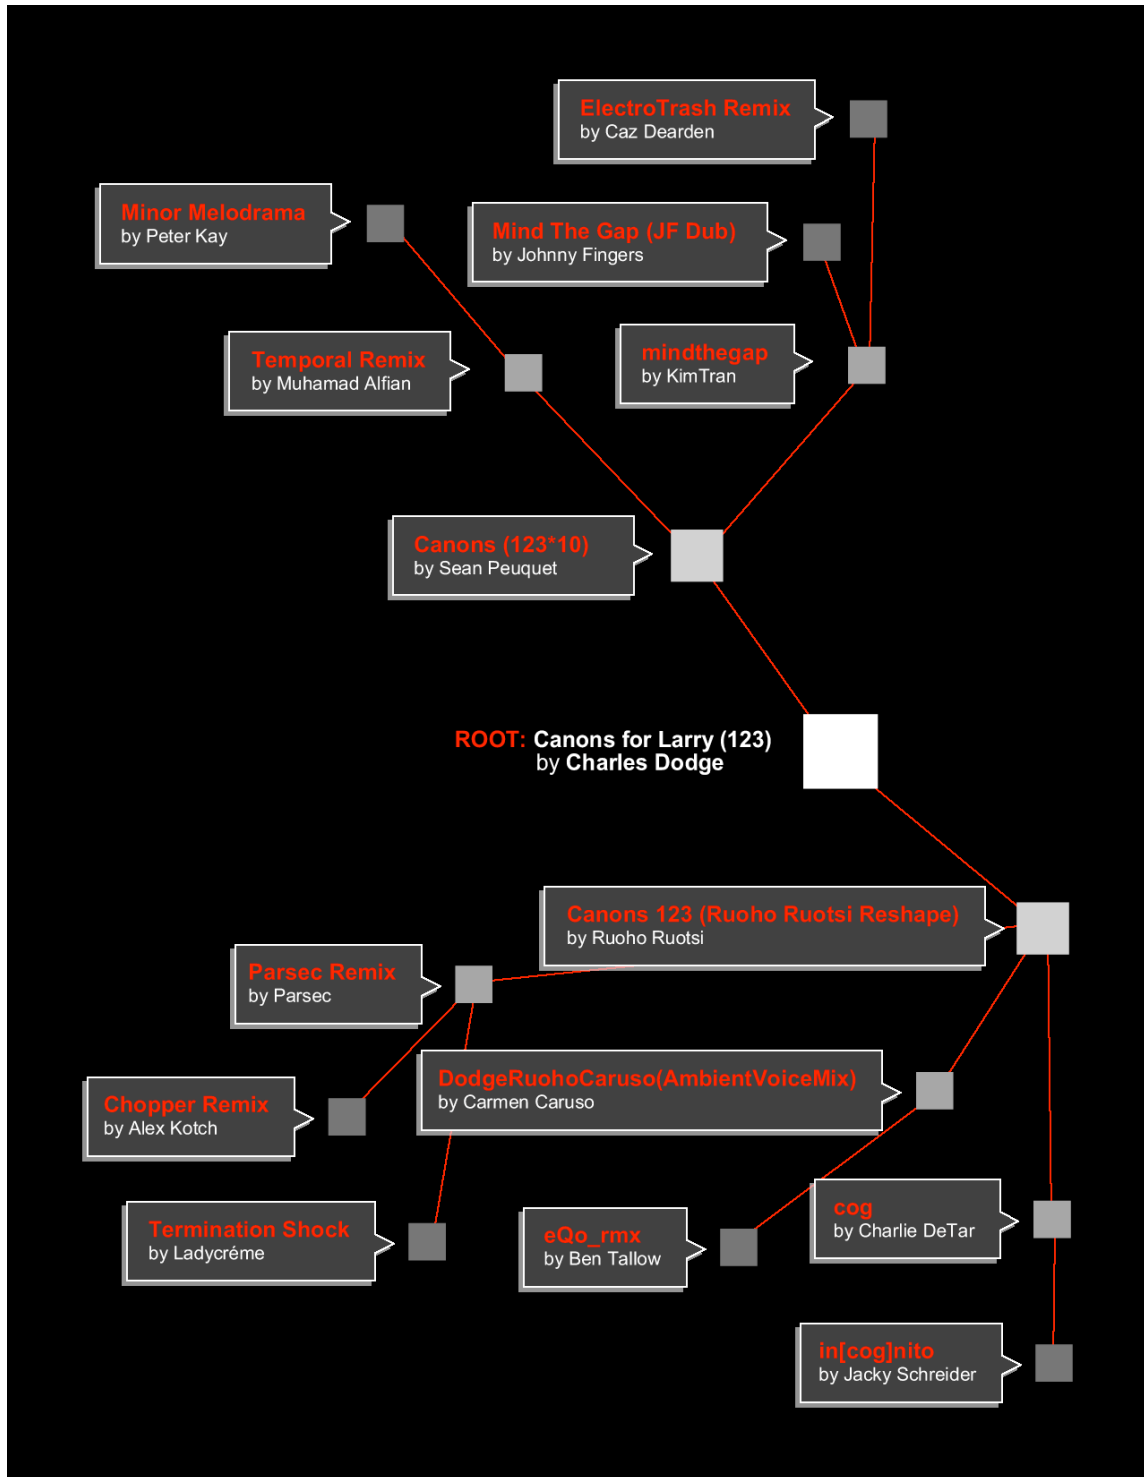 ElectroTrash Remix
by Caz Dearden
Minor Melodrama
by Peter Kay
Mind The Gap (JF Dub)
by Johnny Fingers
Temporal Remix
by Muhamad Alfian
mindthegap
by KimTran
Canons (123*10)
by Sean Peuquet
ROOT: Canons for Larry (123)
by Charles Dodge
Canons 123 (Ruoho Ruotsi Reshape)
by Ruoho Ruotsi
Parsec Remix
by Parsec
DodgeRuohoCaruso(AmbientVoiceMix)
by Carmen Caruso
Chopper Remix
by Alex Kotch
cog
by Charlie DeTar
Termination Shock
by Ladycréme
eQo_rmx
by Ben Tallow
in[cog]nito
by Jacky Schreider